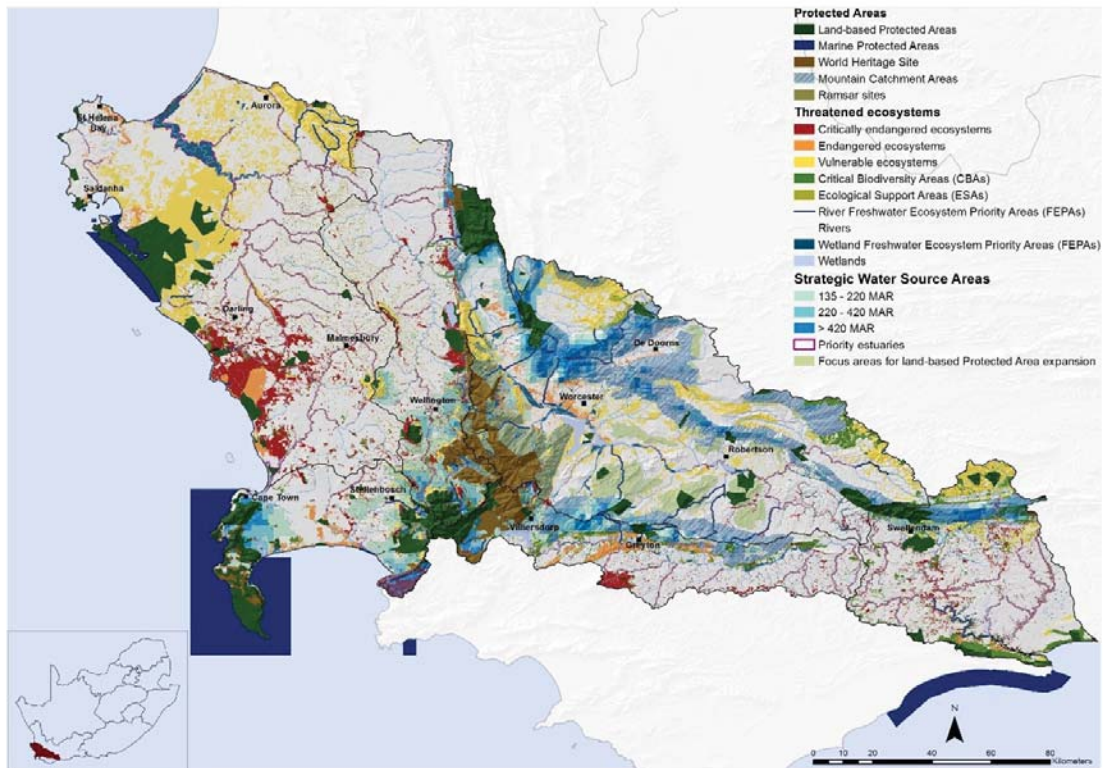 Protected Areas
Land-based Protected Areas
Marine Protected Areas
World Heritage Site
Mountain Catchment Areas
Ramsar sites
Threatened ecosystems
Critically endangered ecosystems
Endangered ecosystems
Vulnerable ecosystems
Critical Biodiversity Areas (CBAs)
Ecological Support Areas (ESAs)
River Freshwater Ecosystem Priority Areas (FEPAs)
Rivers
Wetland Freshwater Ecosystem Priority Areas (FEPAs)
Wetlands
Strategic Water Source Areas
135 - 220 MAR
220 - 420 MAR
> 420 MAR
Priority estuaries
Focus areas for land-based Protected Area expansion
Aurora
St Helena
Bay
Saldanha
Darling
Malmesbury
De Doorns
Wellington
Worcester
Robertson
Cape Town
Stellenbosch
Villiersdorp
Greyton
Swellendam
N
0 10 20 40 60 80
Kilometers